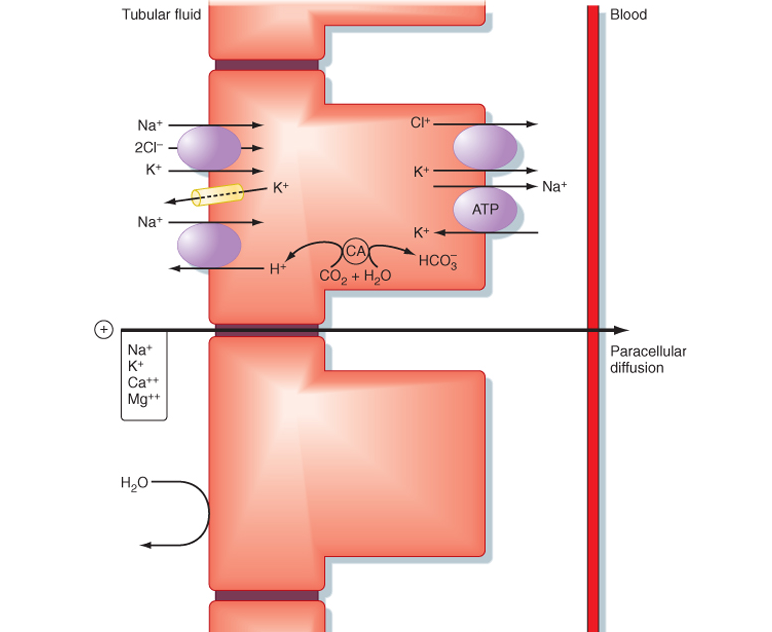 Tubular fluid
Blood
Na⁺
2Cl⁻
K⁺
K⁺
Na⁺
H⁺
Cl⁺
K⁺
Na⁺
ATP
K⁺
CA
HCO₃⁻
CO₂ + H₂O
+
Na⁺
K⁺
Ca⁺⁺
Mg⁺⁺
Paracellular
diffusion
H₂O